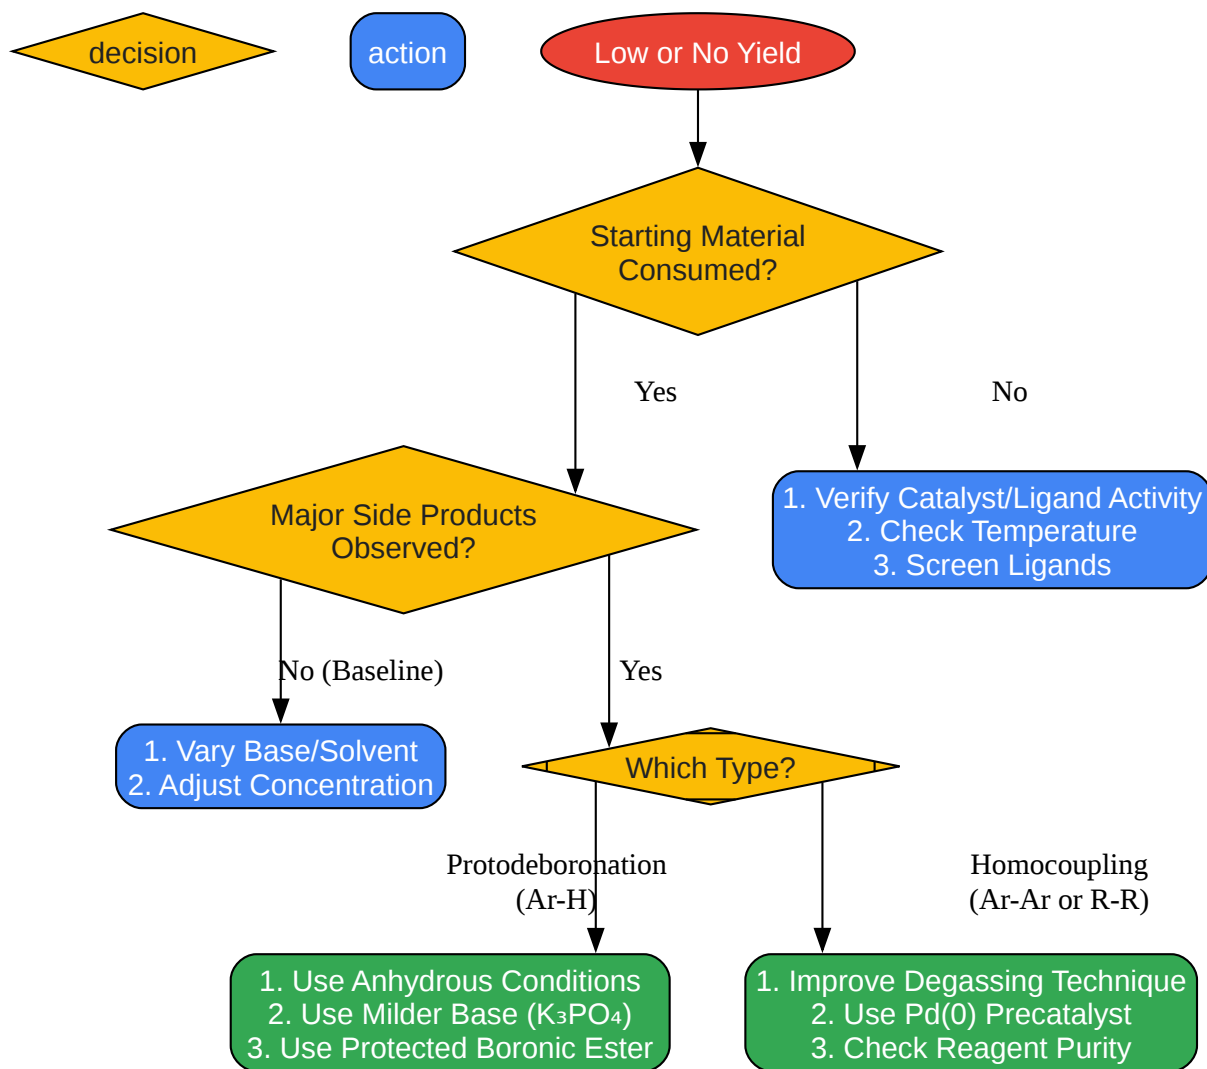 decision
action
Low or No Yield
Starting Material
Consumed?
Yes
No
Major Side Products
Observed?
1. Verify Catalyst/Ligand Activity
2. Check Temperature
3. Screen Ligands
No (Baseline)
Yes
1. Vary Base/Solvent
2. Adjust Concentration
Which Type?
Protodeboronation
(Ar-H)
Homocoupling
(Ar-Ar or R-R)
1. Use Anhydrous Conditions
2. Use Milder Base (K₃PO₄)
3. Use Protected Boronic Ester
1. Improve Degassing Technique
2. Use Pd(0) Precatalyst
3. Check Reagent Purity